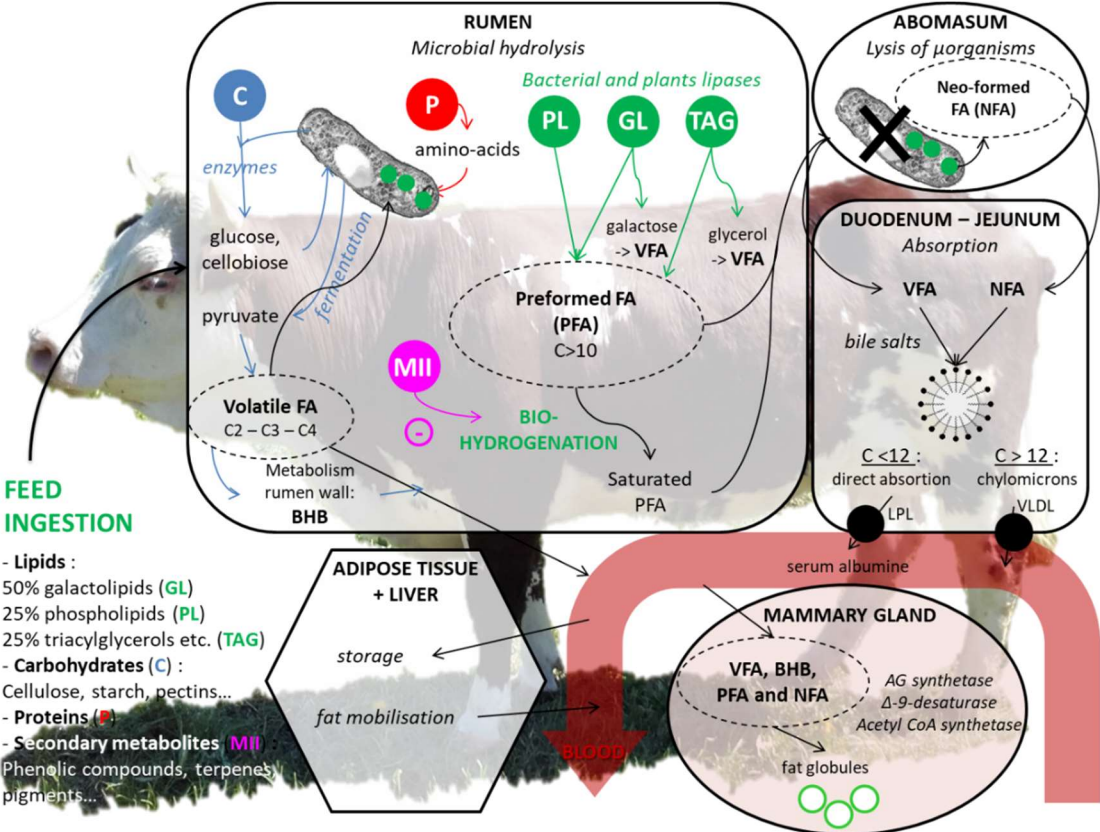 RUMEN
Microbial hydrolysis
C
P
Bacterial and plants lipases
PL
GL
TAG
amino-acids
enzymes
glucose,
cellobiose
fermentation
pyruvate
galactose
-> VFA
glycerol
-> VFA
Preformed FA
(PFA)
C>10
MII
-
BIO-
HYDROGENATION
Volatile FA
C2 – C3 – C4
Metabolism
rumen wall:
BHB
Saturated
PFA
ABOMASUM
Lysis of µorganisms
Neo-formed
FA (NFA)
DUODENUM – JEJUNUM
Absorption
VFA
NFA
bile salts
C <12 :
direct absortion
C > 12 :
chylomicrons
LPL
VLDL
serum albumine
FEED
INGESTION
- Lipids :
50% galactolipids (GL)
25% phospholipids (PL)
25% triacylglycerols etc. (TAG)
- Carbohydrates (C) :
Cellulose, starch, pectins...
- Proteins (P)
- Secondary metabolites (MII) :
Phenolic compounds, terpenes,
pigments...
ADIPOSE TISSUE
+ LIVER
storage
fat mobilisation
BLOOD
MAMMARY GLAND
VFA, BHB,
PFA and NFA
AG synthetase
Δ-9-desaturase
Acetyl CoA synthetase
fat globules